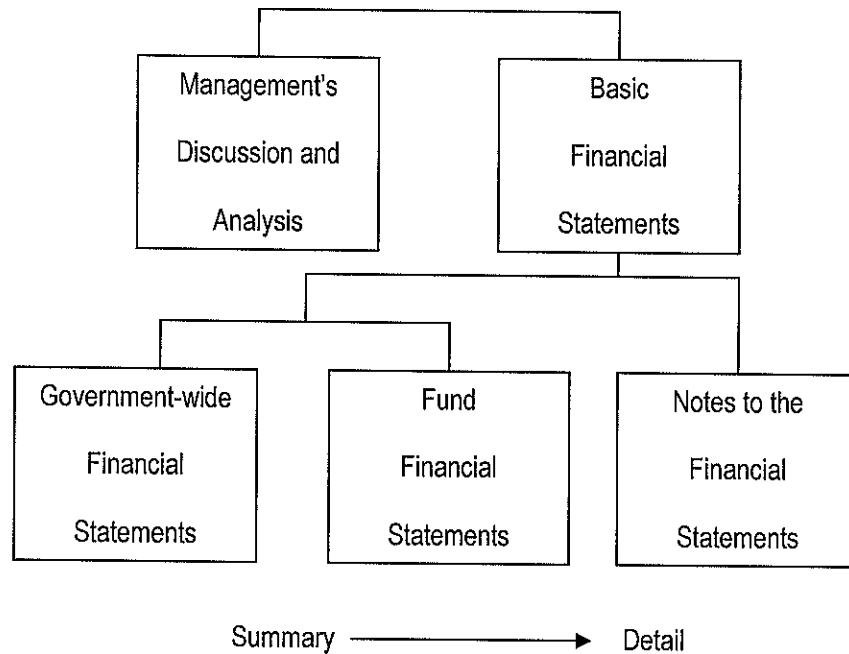 Management's
Discussion and
Analysis
Basic
Financial
Statements
Government-wide
Financial
Statements
Fund
Financial
Statements
Notes to the
Financial
Statements
Summary
Detail